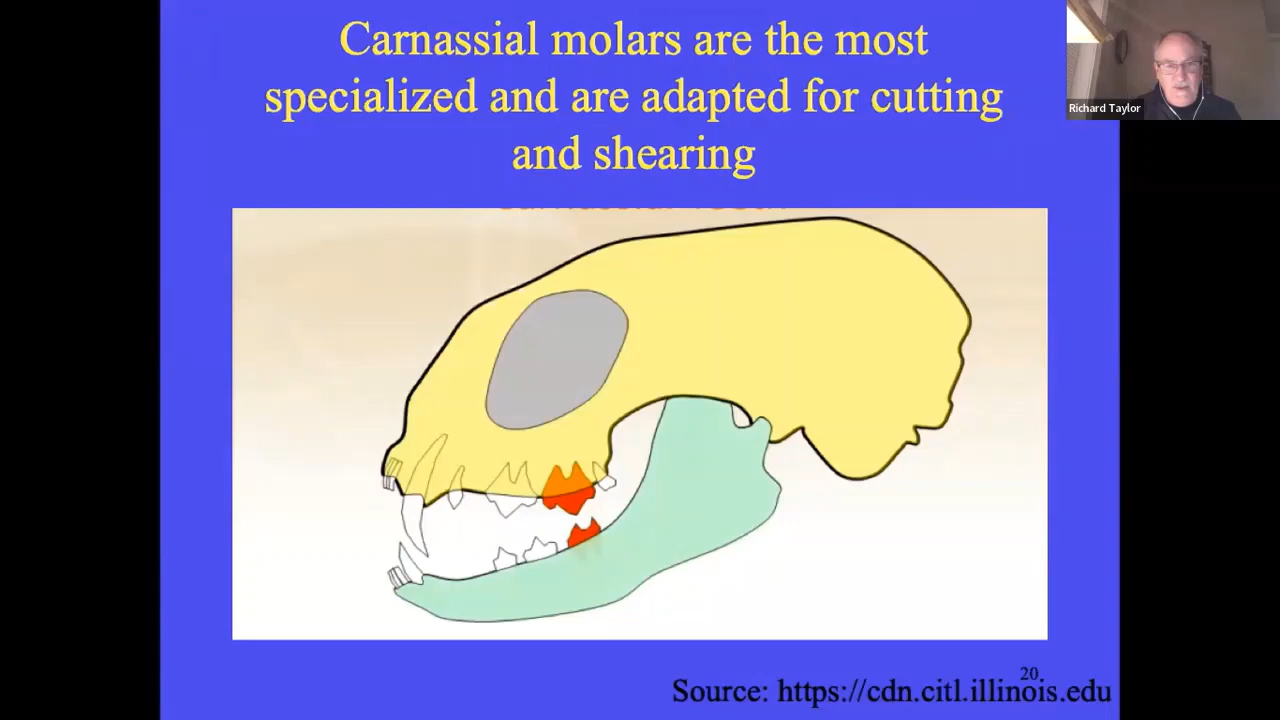 Carnassial molars are the most
specialized and are adapted for cutting
and shearing
Richard Taylor
20
Source: https://cdn.citl.illinois.edu